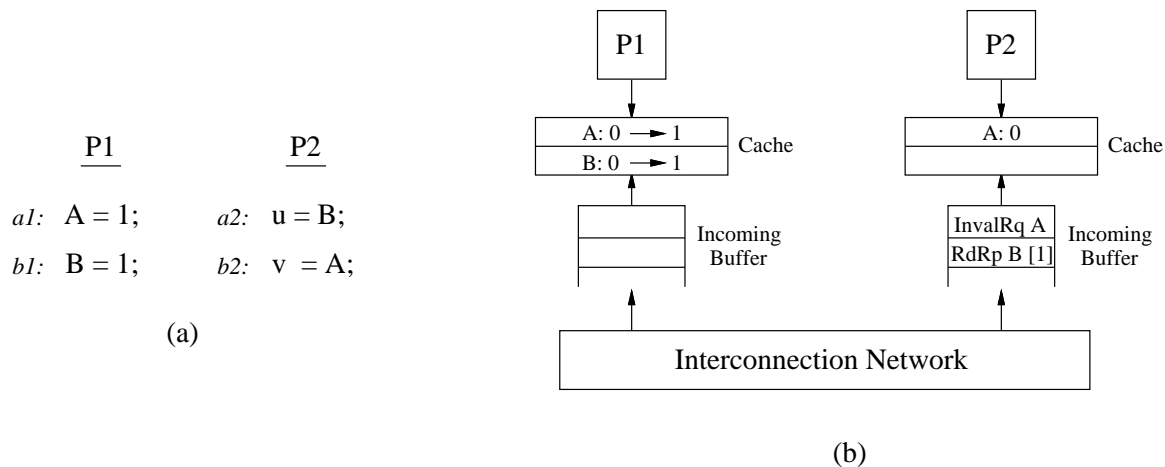 P1 P2
a1: A = 1; a2: u = B;
b1: B = 1; b2: v = A;
(a)
P1 P2
A: 0 → 1 Cache A: 0 Cache
B: 0 → 1
Incoming Buffer InvalRq A Incoming Buffer
RdRp B [1]
Interconnection Network
(b)